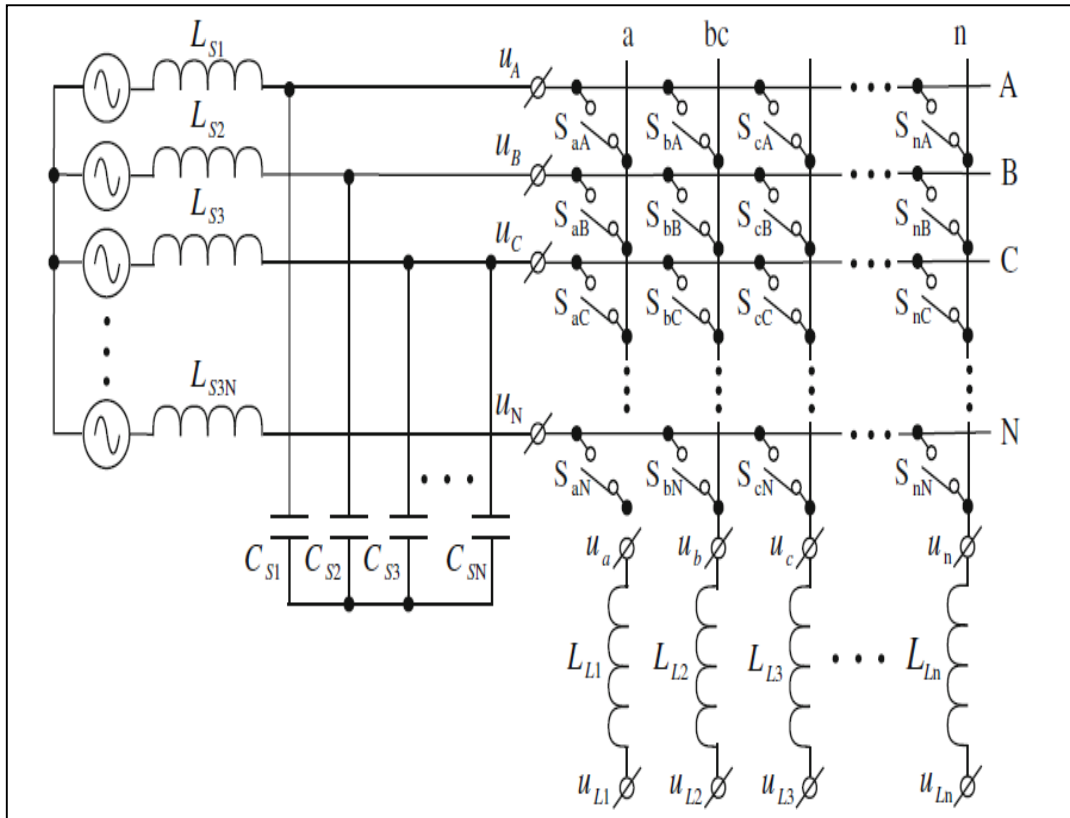 a bc n
L_S1 u_A A
S_aA S_bA S_cA S_nA
L_S2 u_B B
S_aB S_bB S_cB S_nB
L_S3 u_C C
S_aC S_bC S_cC S_nC
L_S3N u_N N
S_aN S_bN S_cN S_nN
C_S1 C_S2 C_S3 C_SN
u_a u_b u_c u_n
L_L1 L_L2 L_L3 L_Ln
u_L1 u_L2 u_L3 u_Ln